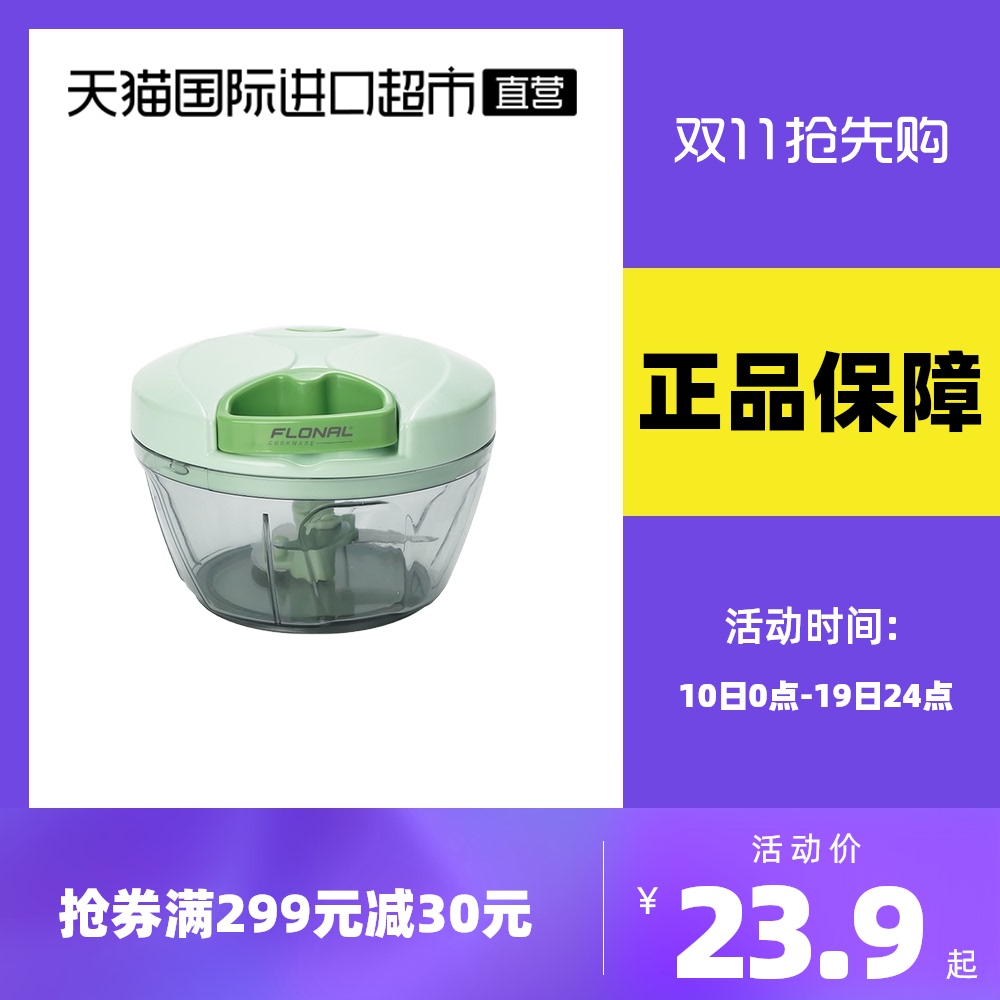 天猫国际进口超市 直营
双11抢先购
正品保障
FLONAL
COOKWARE
活动时间:
10日0点-19日24点
抢券满299元减30元
活动价
¥23.9起